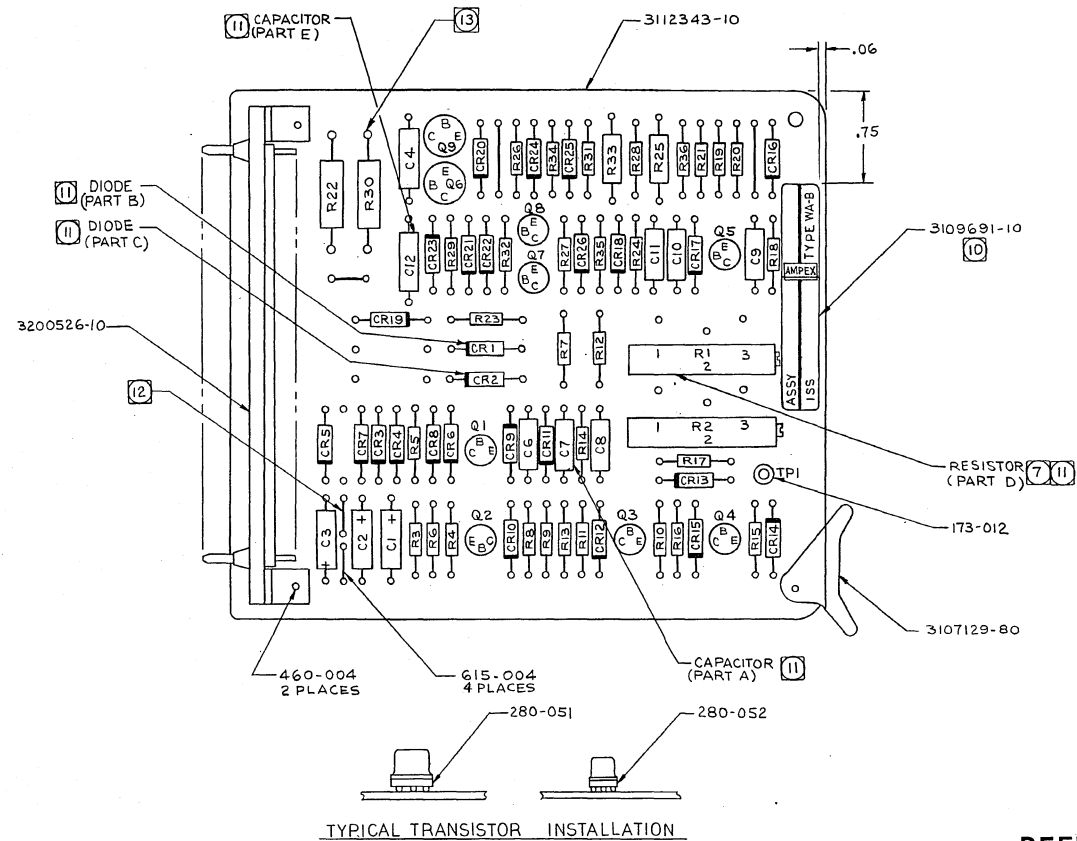 11 CAPACITOR
(PART E)
13
3112343-10
.06
.75
C4
B
C E
Q9
CR20
R26
CR24
R34
CR25
R31
R33
R28
R25
R36
R21
R19
R20
CR16
R22
R30
E
B Q6
C
11 DIODE
(PART B)
11 DIODE
(PART C)
C12
CR23
R29
CR21
CR22
R32
Q8
E
B C
Q7
E
B C
R27
CR26
R35
CR18
R24
C11
C10
CR17
Q5
E
B C
C9
R18
TYPE WA-B
AMPEX
ASSY
ISS
3109691-10
10
3200526-10
CR19
R23
CR1
CR2
R7
R12
1 R1 3
2
12
CR5
CR7
CR3
CR4
R5
CR8
CR6
Q1
B
C E
CR9
C6
CR11
C7
R14
C8
1 R2 3
2
R17
CR13
TP1
RESISTOR 7 11
(PART D)
173-012
C3
+
C2 +
C1 +
R3
R6
R4
Q2
E C
B
CR10
R8
R9
R13
R11
CR12
Q3
B
C E
R10
R16
CR15
Q4
B
C E
R15
CR14
3107129-80
460-004
2 PLACES
615-004
4 PLACES
CAPACITOR 11
(PART A)
280-051
280-052
TYPICAL TRANSISTOR INSTALLATION